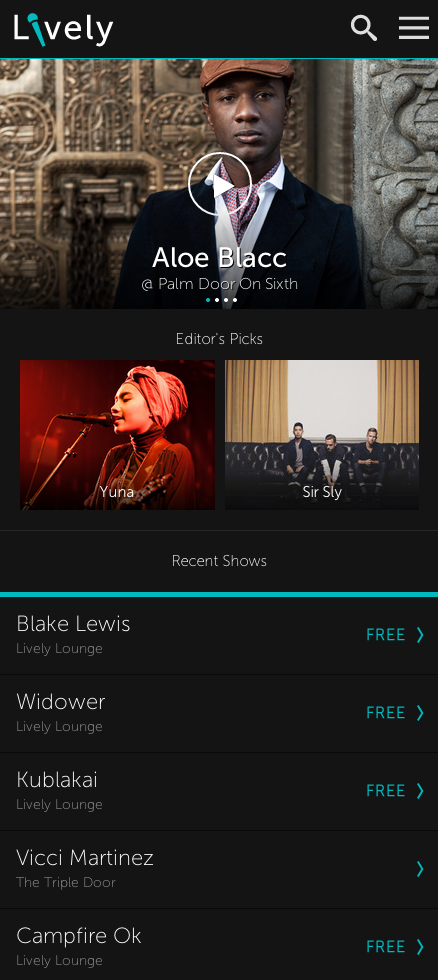 Lively
Aloe Blacc
@ Palm Door On Sixth
Editor's Picks
Yuna
Sir Sly
Recent Shows
Blake Lewis
Lively Lounge
FREE
Widower
Lively Lounge
FREE
Kublakai
Lively Lounge
FREE
Vicci Martinez
The Triple Door
Campfire Ok
Lively Lounge
FREE